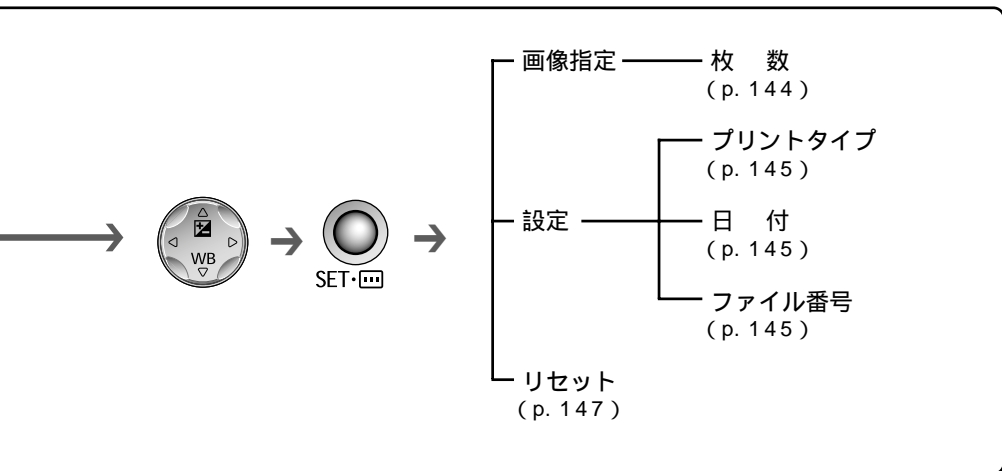 画像指定 枚 数
(p.144)
プリントタイプ
(p.145)
WB
SET・
設定 日 付
(p.145)
ファイル番号
(p.145)
リセット
(p.147)